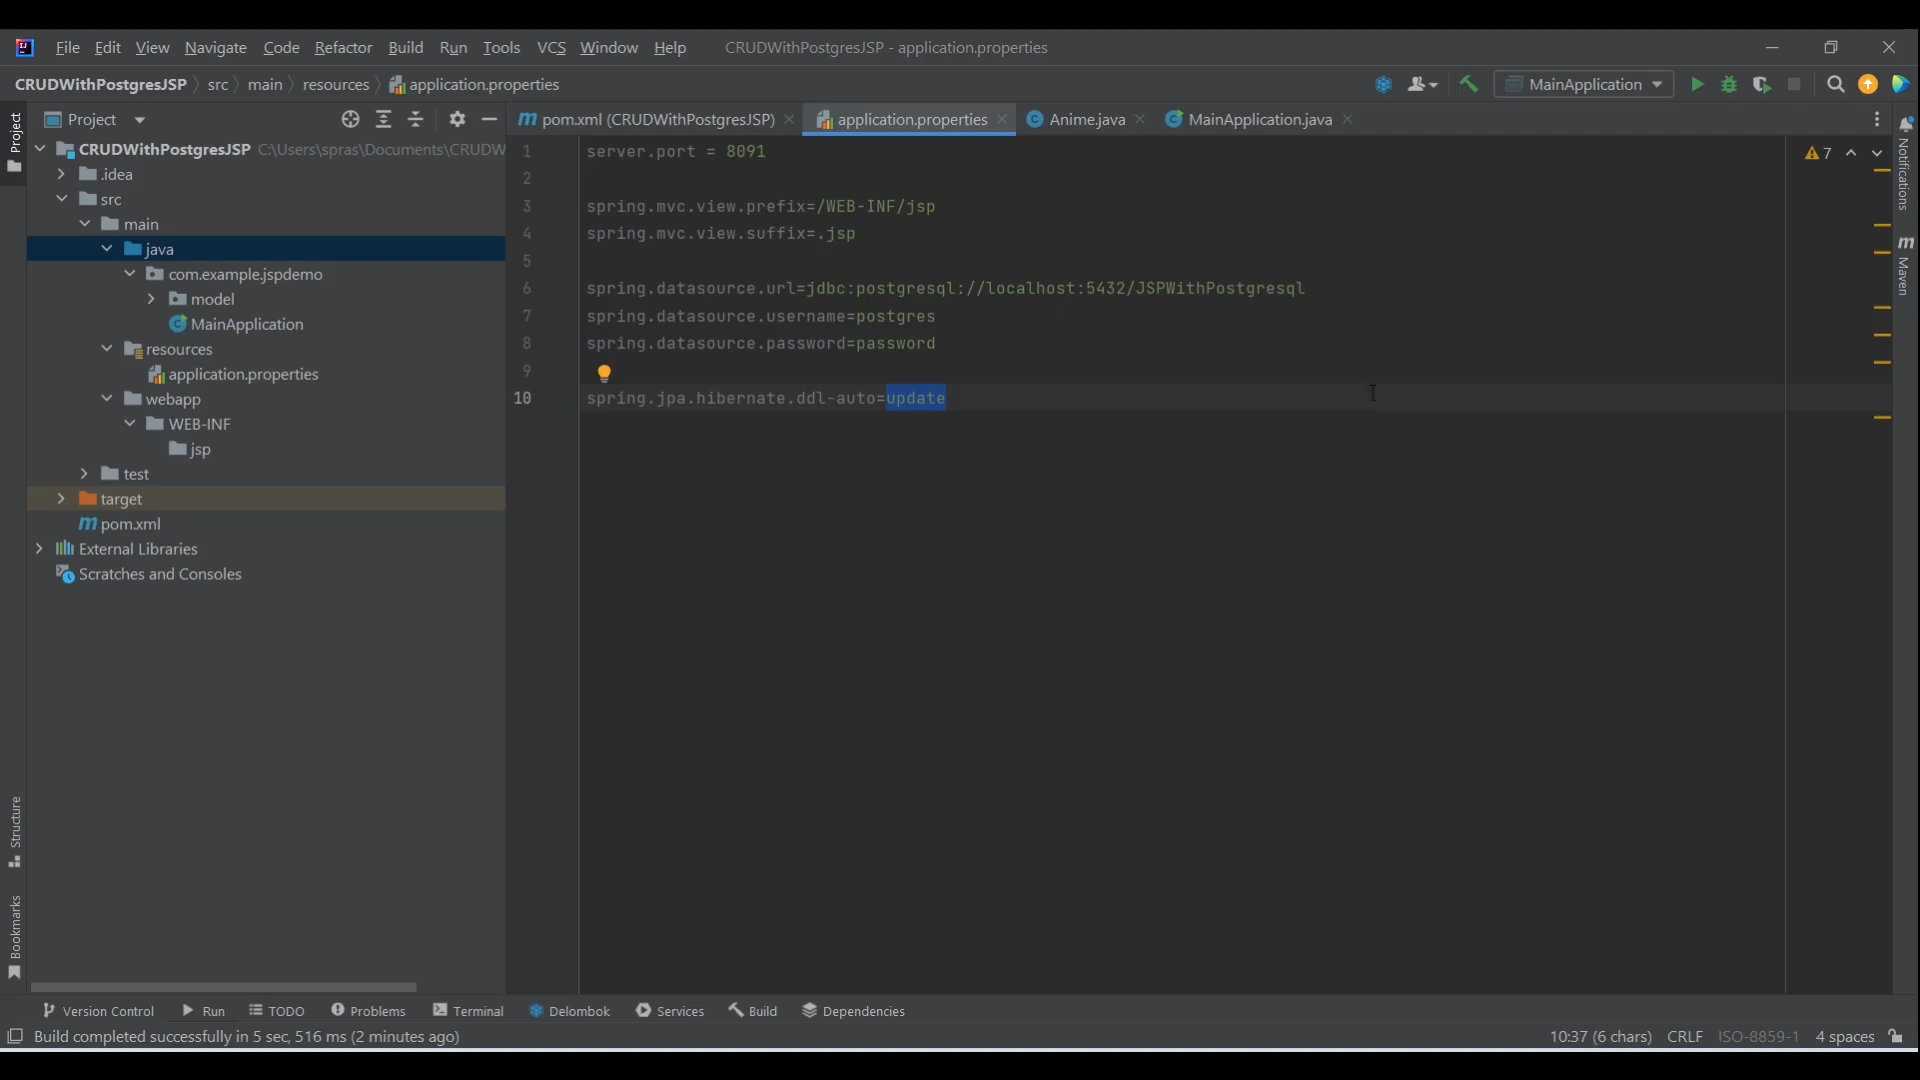 File Edit View Navigate Code Refactor Build Run Tools VCS Window Help CRUDWithPostgresJSP - application.properties
CRUDWithPostgresJSP src main resources application.properties MainApplication
Project
Project
pom.xml (CRUDWithPostgresJSP) application.properties Anime.java MainApplication.java
CRUDWithPostgresJSP C:\Users\spras\Documents\CRUDW
.idea
src
main
java
com.example.jspdemo
model
MainApplication
resources
application.properties
webapp
WEB-INF
jsp
test
target
pom.xml
External Libraries
Scratches and Consoles
Structure
Bookmarks
1 server.port = 8091
2
3 spring.mvc.view.prefix=/WEB-INF/jsp
4 spring.mvc.view.suffix=.jsp
5
6 spring.datasource.url=jdbc:postgresql://localhost:5432/JSPWithPostgresql
7 spring.datasource.username=postgres
8 spring.datasource.password=password
9
10 spring.jpa.hibernate.ddl-auto=update
7
Notifications
m
Maven
Version Control Run TODO Problems Terminal Delombok Services Build Dependencies
Build completed successfully in 5 sec, 516 ms (2 minutes ago) 10:37 (6 chars) CRLF ISO-8859-1 4 spaces